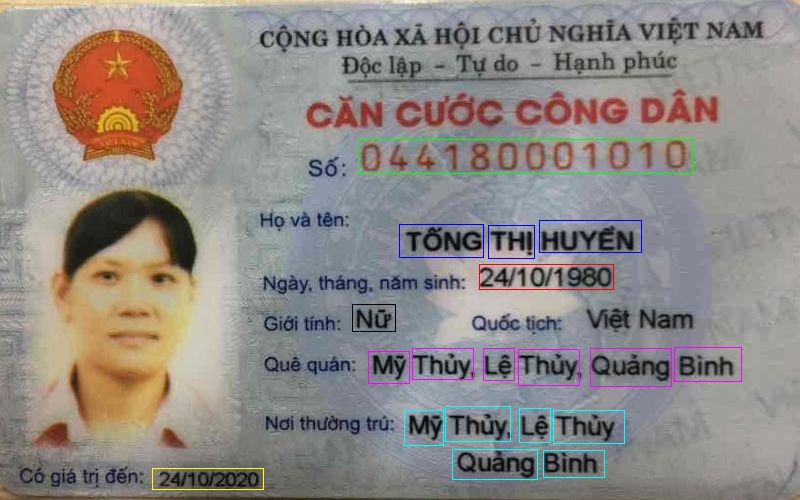 CỘNG HÒA XÃ HỘI CHỦ NGHĨA VIỆT NAM
Độc lập - Tự do - Hạnh phúc
CĂN CƯỚC CÔNG DÂN
Số: 044180001010
Họ và tên:
TỐNG THỊ HUYỀN
Ngày, tháng, năm sinh: 24/10/1980
Giới tính: Nữ Quốc tịch: Việt Nam
Quê quán: Mỹ Thủy, Lệ Thủy, Quảng Bình
Nơi thường trú: Mỹ Thủy, Lệ Thủy
Quảng Bình
Có giá trị đến: 24/10/2020